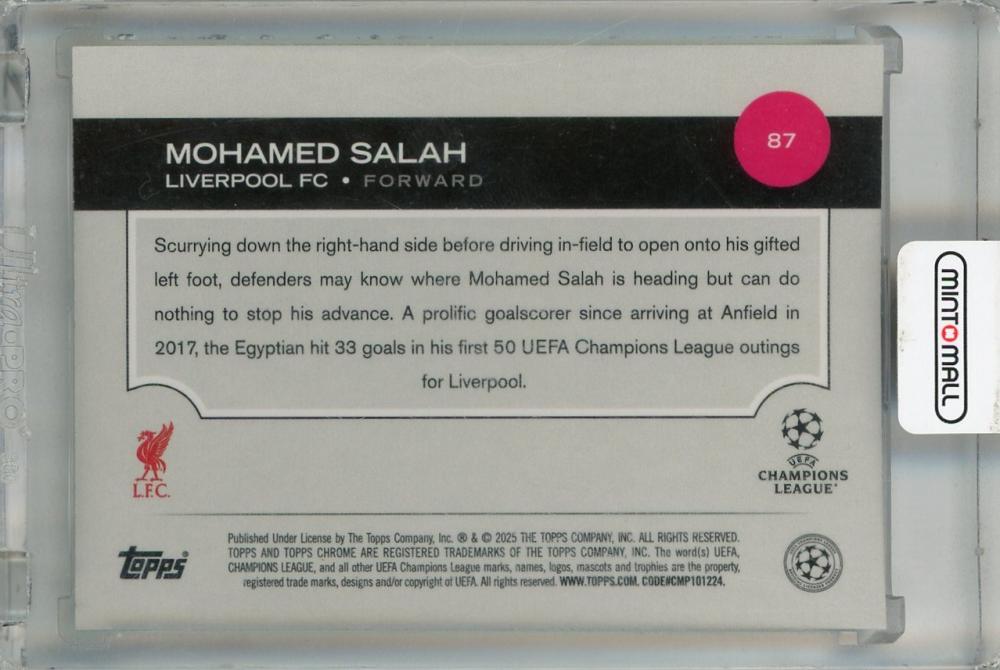 MOHAMED SALAH
LIVERPOOL FC • FORWARD
87
Scurrying down the right-hand side before driving in-field to open onto his gifted
left foot, defenders may know where Mohamed Salah is heading but can do
nothing to stop his advance. A prolific goalscorer since arriving at Anfield in
2017, the Egyptian hit 33 goals in his first 50 UEFA Champions League outings
for Liverpool.
L.F.C.
UEFA
CHAMPIONS
LEAGUE®
Topps®
Published Under License by The Topps Company, Inc. ® & © 2025 THE TOPPS COMPANY, INC. ALL RIGHTS RESERVED.
TOPPS AND TOPPS CHROME ARE REGISTERED TRADEMARKS OF THE TOPPS COMPANY, INC. The word(s) UEFA,
CHAMPIONS LEAGUE, and all other UEFA Champions League marks, names, logos, mascots and trophies are the property,
registered trade marks, designs and/or copyright of UEFA. All rights reserved. WWW.TOPPS.COM. CODE#CMP101224.
MINTOMALL
Ultra PRO